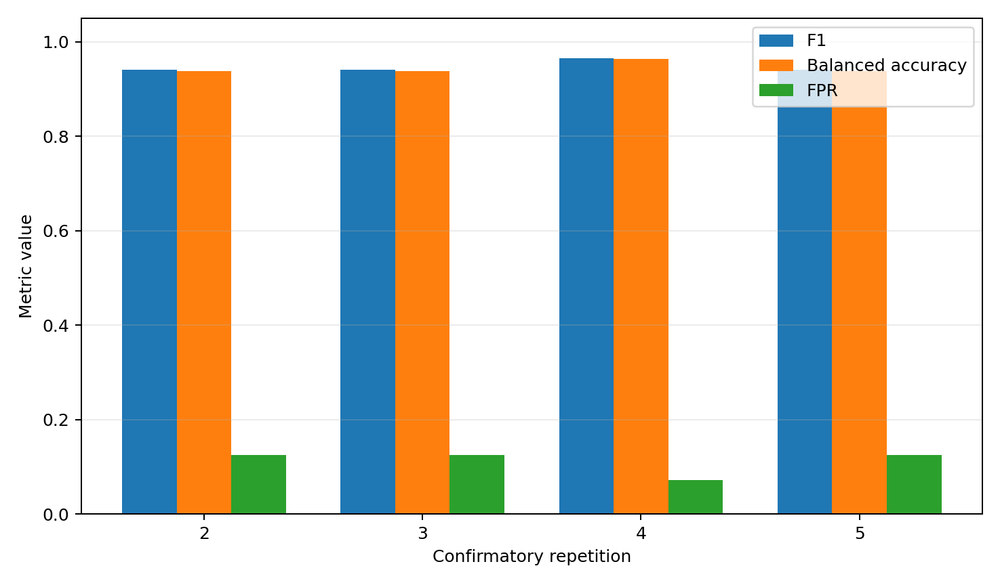 1.0
0.8
0.6
0.4
0.2
0.0
Metric value
F1
Balanced accuracy
FPR
2 3 4 5
Confirmatory repetition